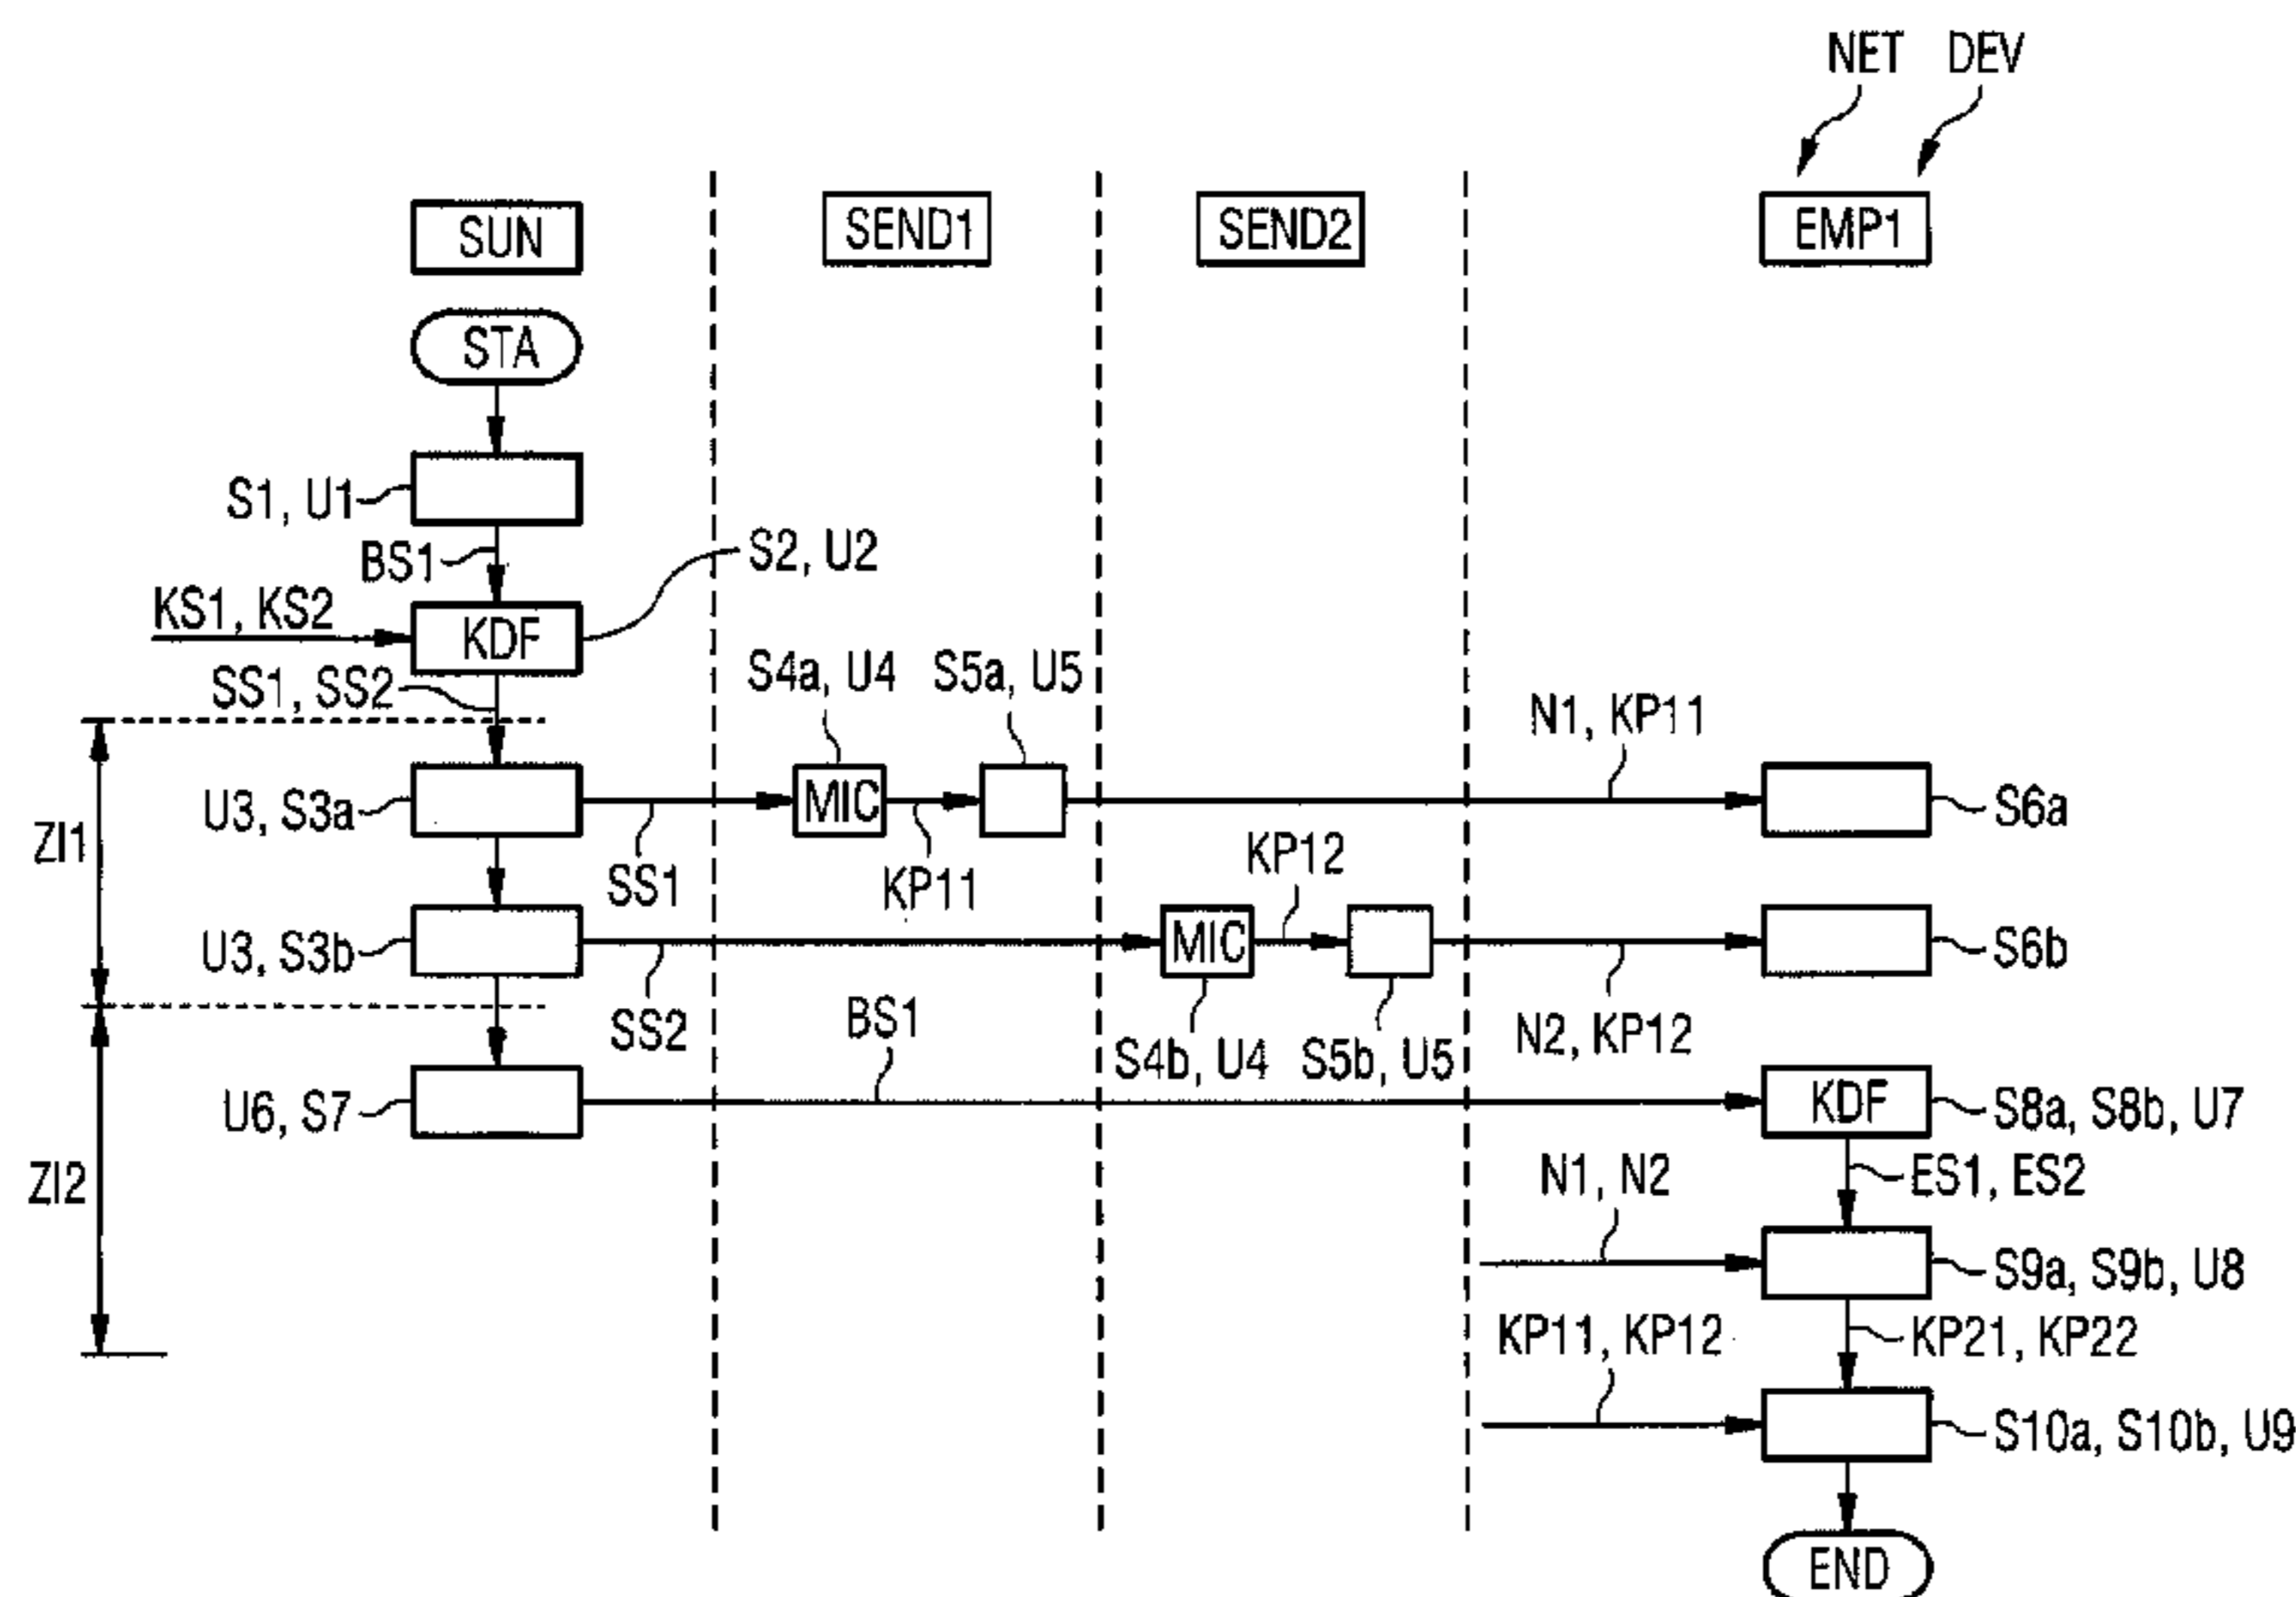 NET DEV
SUN SEND1 SEND2 EMP1
STA
S1, U1
BS1
S2, U2
KS1, KS2
KDF
SS1, SS2
S4a, U4 S5a, U5
N1, KP11
U3, S3a
MIC
S6a
ZI1
SS1
KP11
KP12
U3, S3b
MIC
S6b
SS2
BS1
S4b, U4 S5b, U5
N2, KP12
U6, S7
KDF
S8a, S8b, U7
ZI2
N1, N2
ES1, ES2
S9a, S9b, U8
KP11, KP12
KP21, KP22
S10a, S10b, U9
END